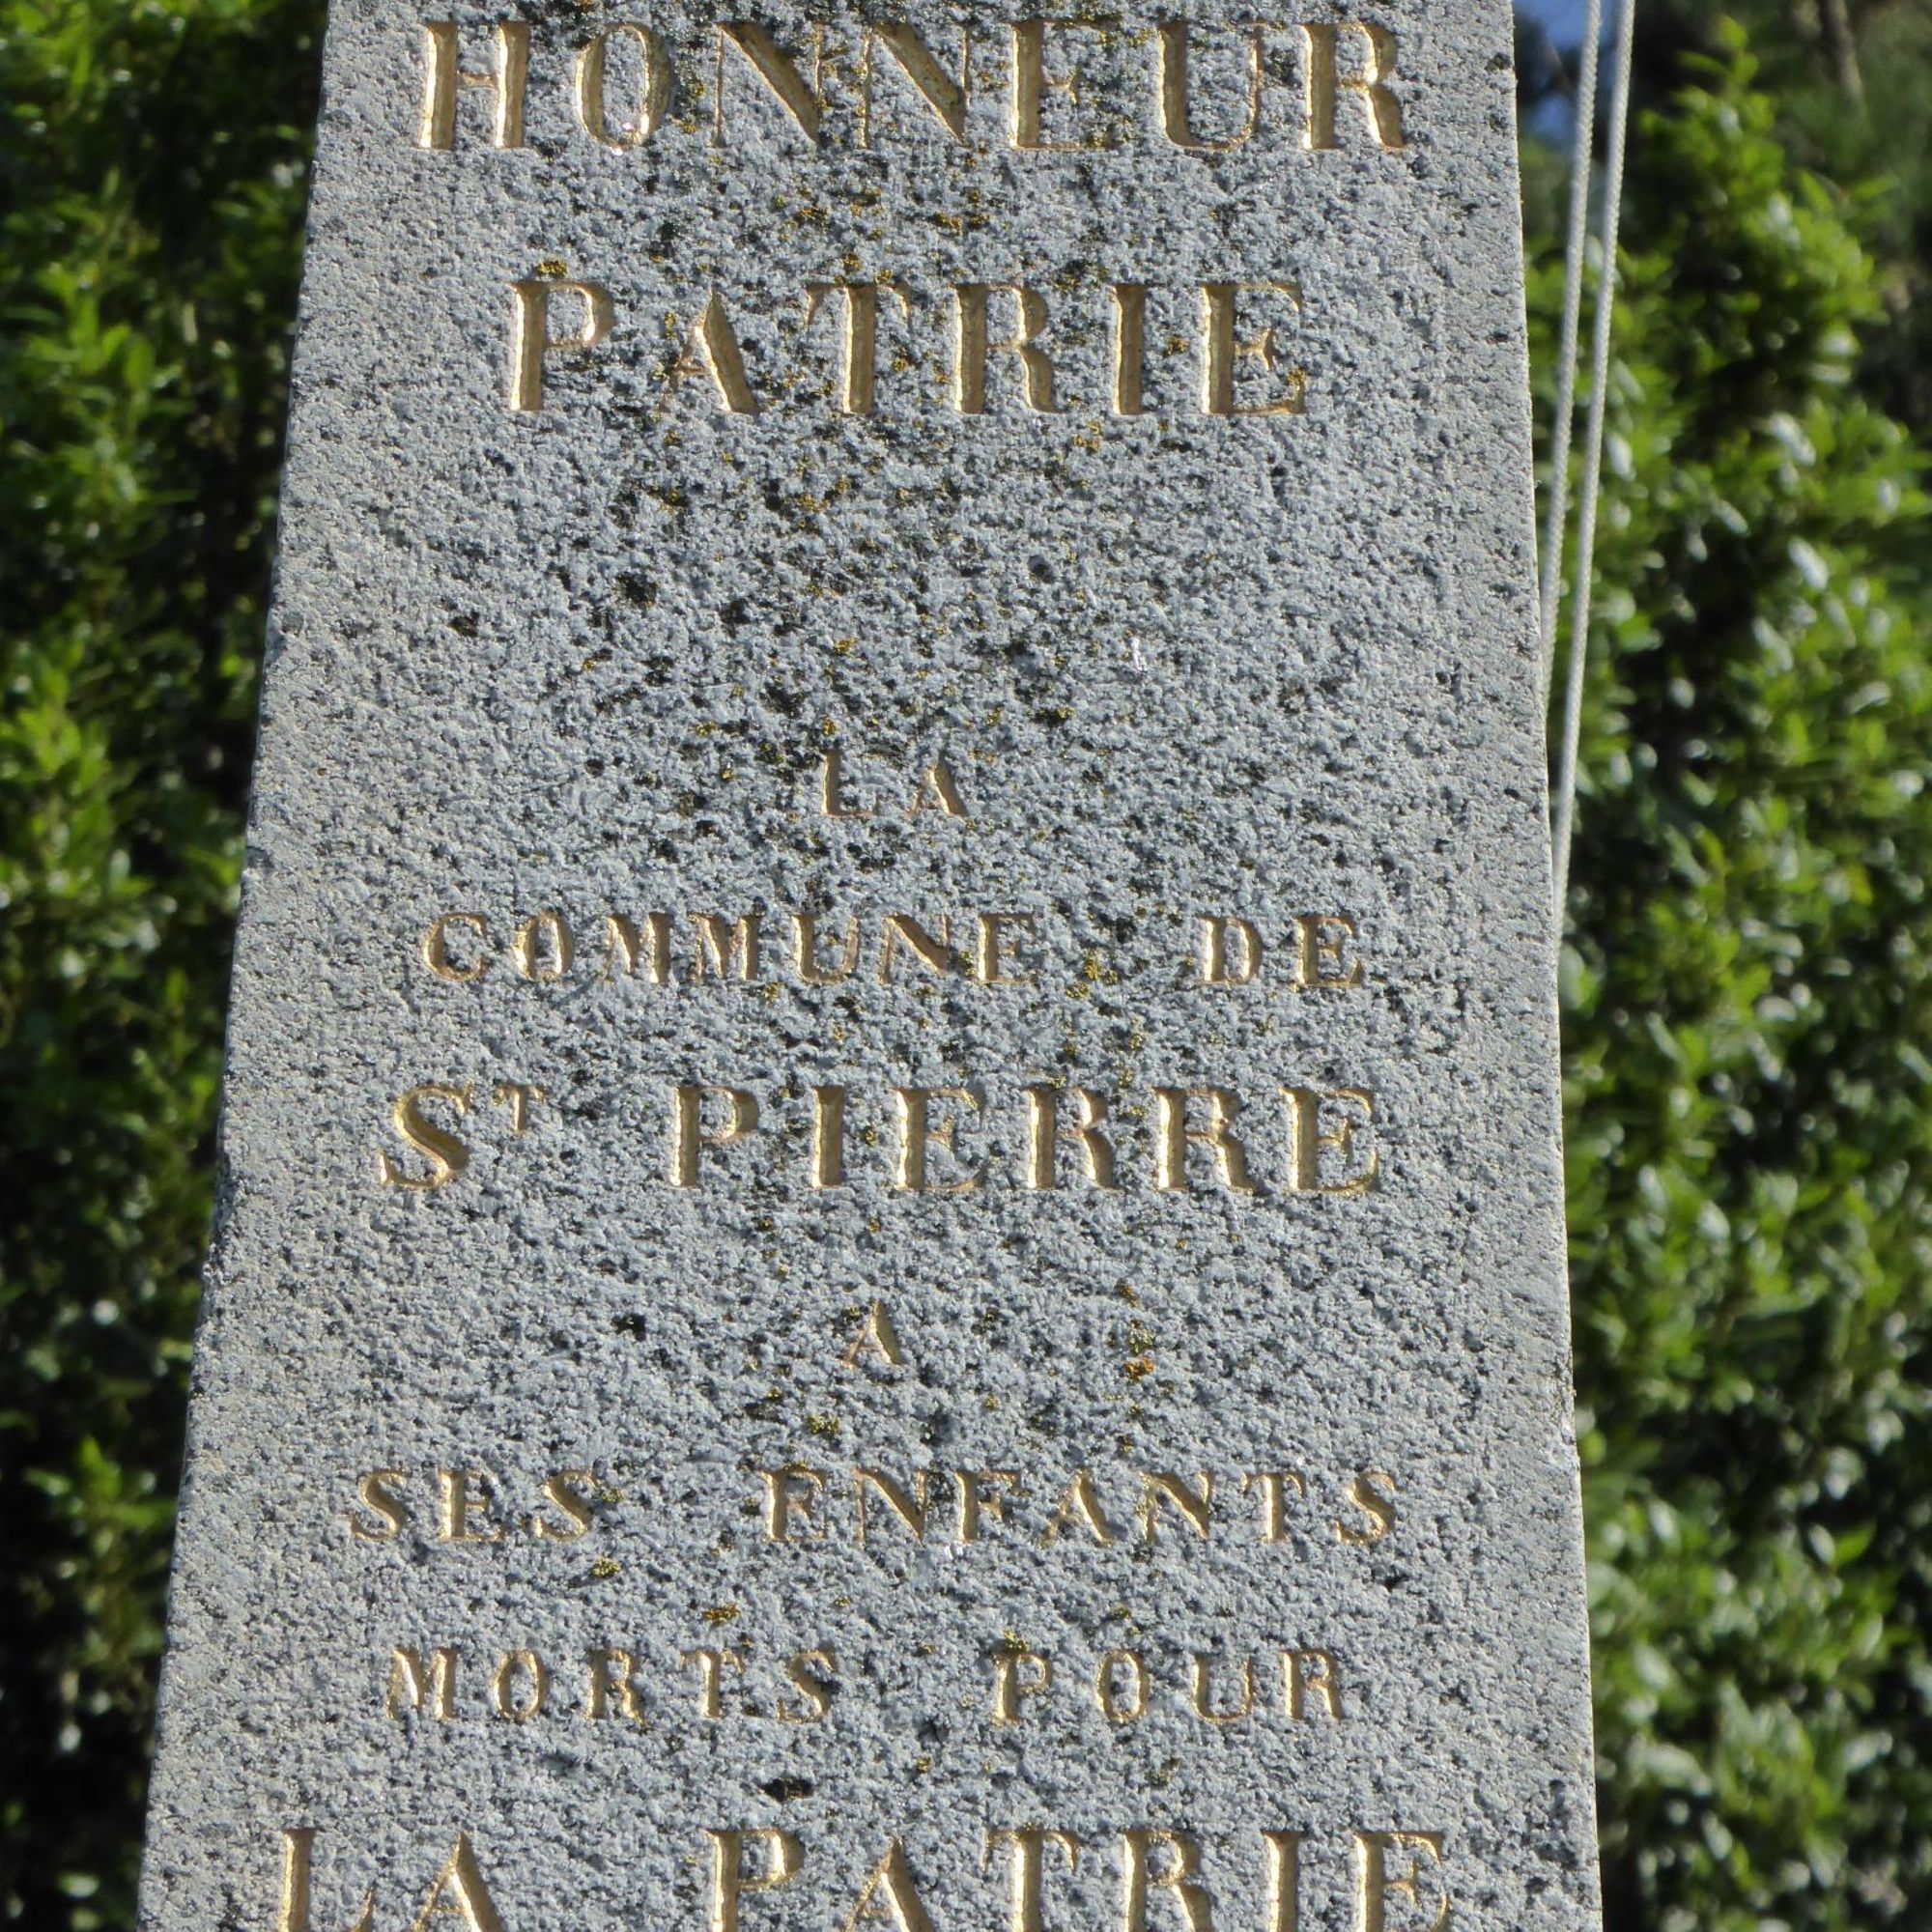 HONNEUR
PATRIE
LA
COMMUNE DE
ST PIERRE
A
SES ENFANTS
MORTS POUR
LA PATRIE